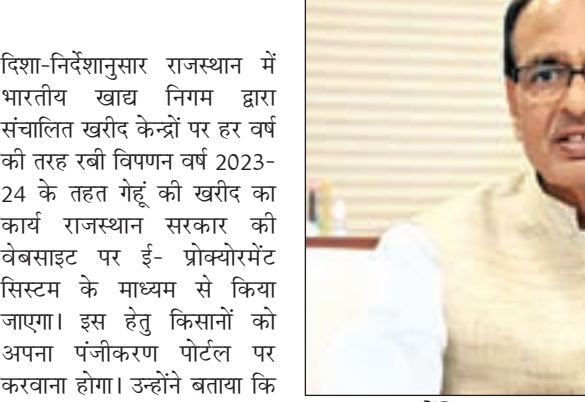 दिशा-निर्देशानुसार राजस्थान में
भारतीय खाद्य निगम द्वारा
संचालित खरीद केन्द्रों पर हर वर्ष
की तरह रबी विपणन वर्ष 2023-
24 के तहत गेहूं की खरीद का
कार्य राजस्थान सरकार की
वेबसाइट पर ई- प्रोक्योरमेंट
सिस्टम के माध्यम से किया
जाएगा। इस हेतु किसानों को
अपना पंजीकरण पोर्टल पर
करवाना होगा। उन्होंने बताया कि